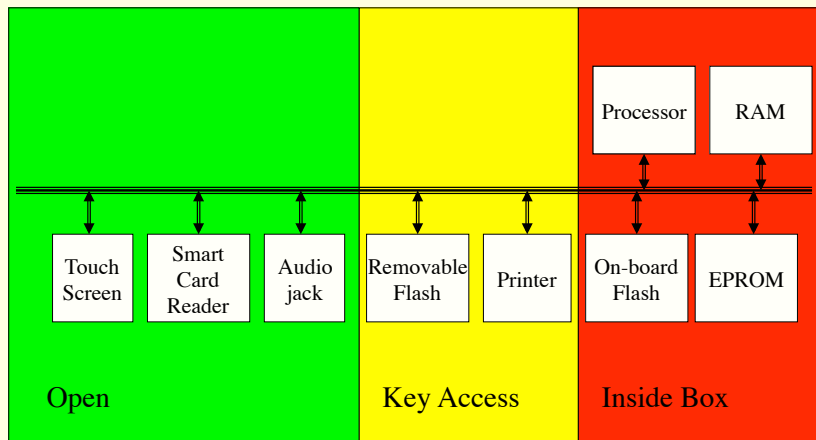 Processor
RAM
Touch
Screen
Smart
Card
Reader
Audio
jack
Removable
Flash
Printer
On-board
Flash
EPROM
Open
Key Access
Inside Box